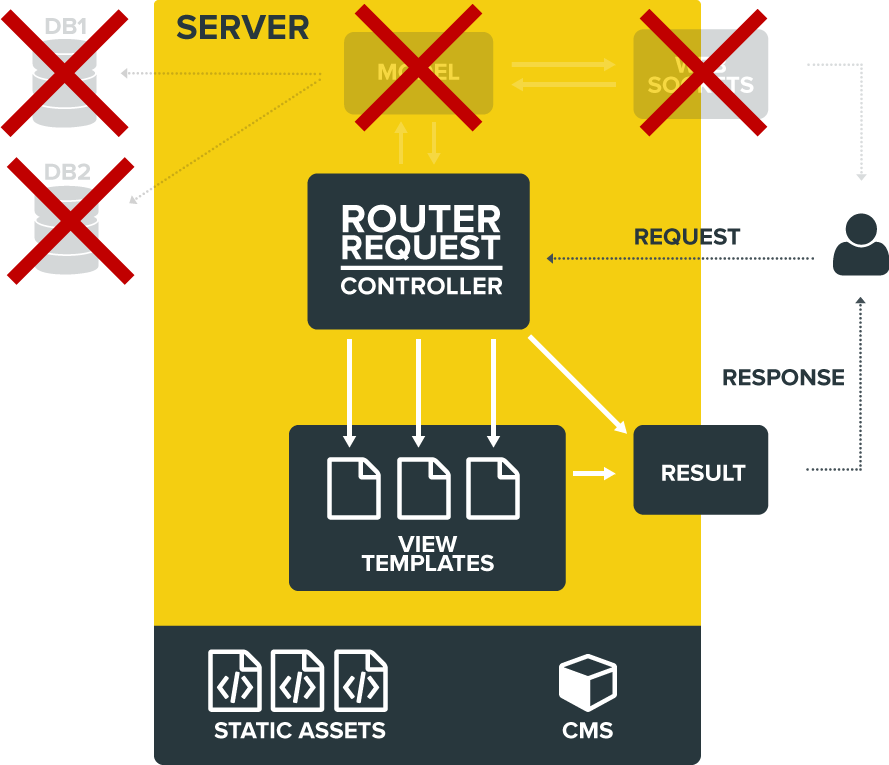 DB1
SERVER
MODEL
WEB
SOCKETS
DB2
ROUTER
REQUEST
CONTROLLER
REQUEST
RESPONSE
RESULT
VIEW
TEMPLATES
STATIC ASSETS
CMS